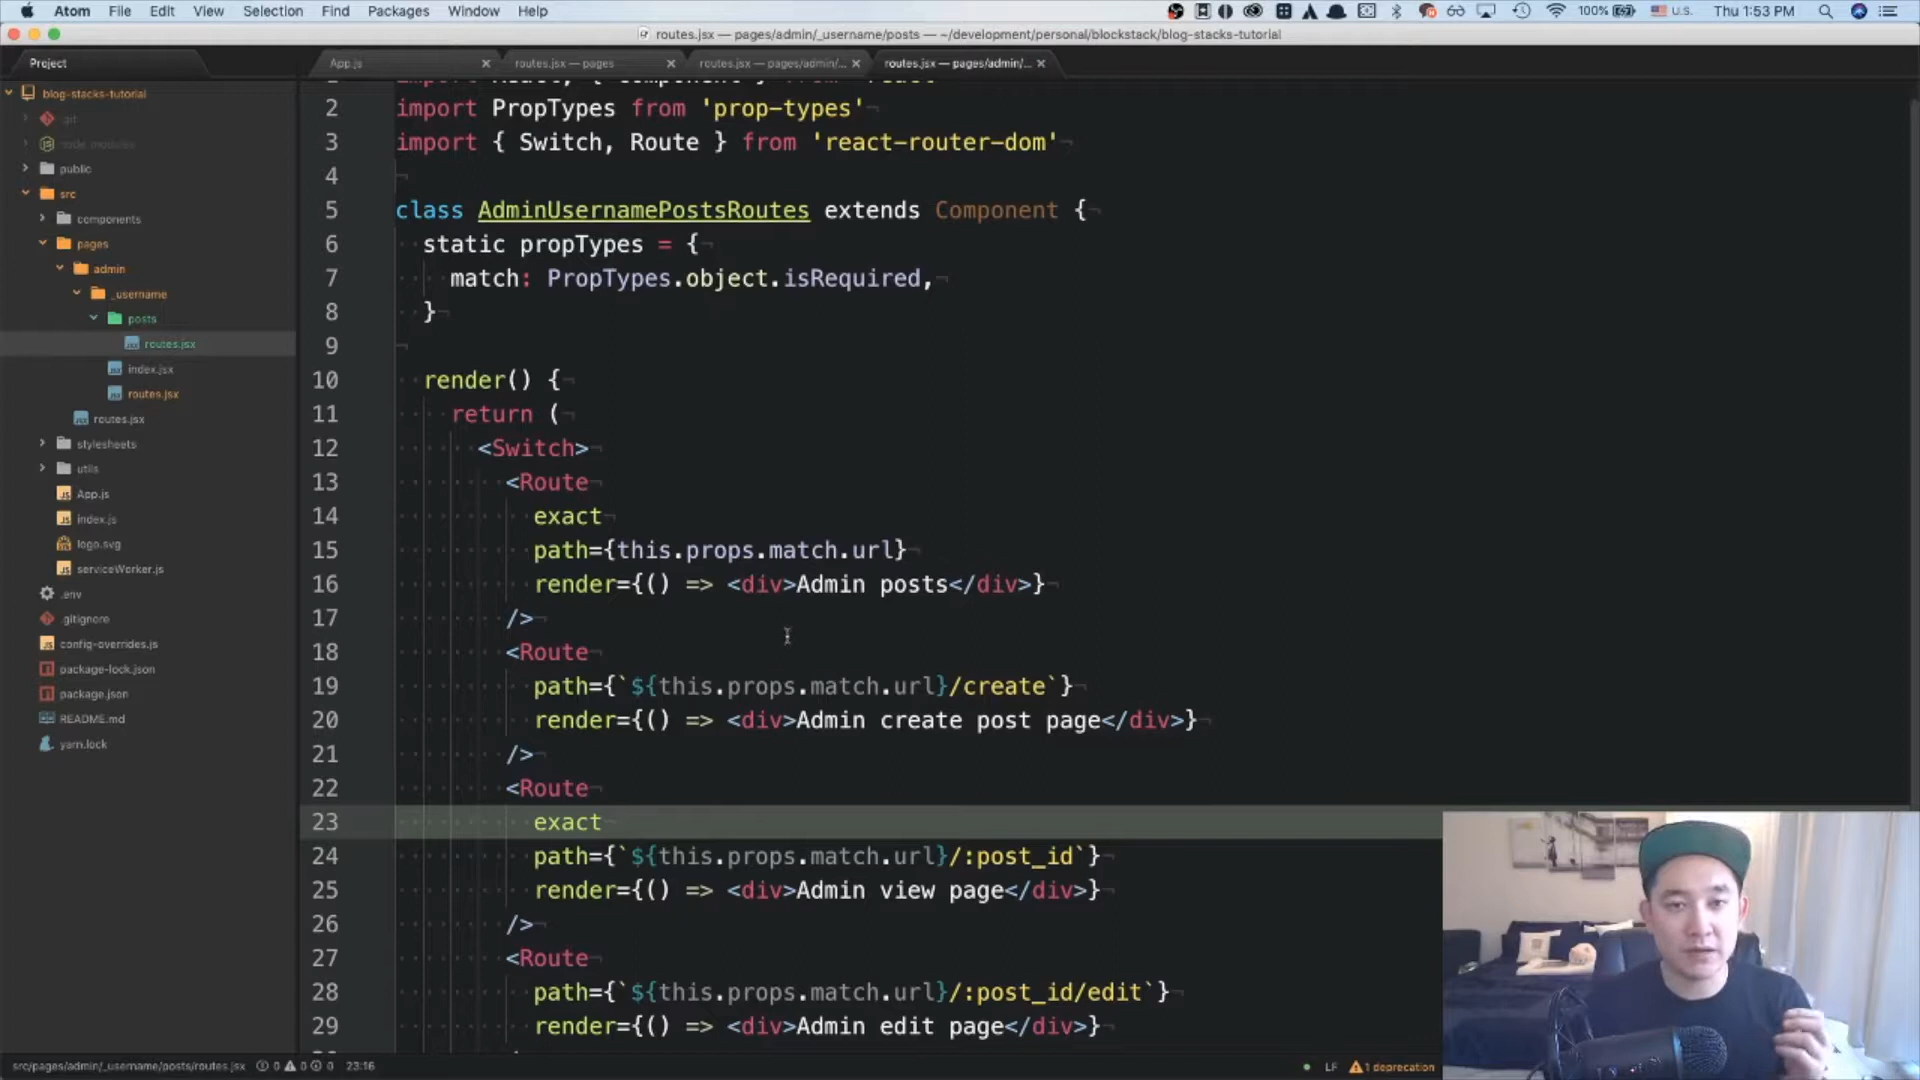 Atom File Edit View Selection Find Packages Window Help 100% U.S. Thu 1:53 PM
routes.jsx — pages/admin/_username/posts — ~/development/personal/blockstack/blog-stacks-tutorial
Project App.js routes.jsx — pages routes.jsx — pages/admin/... routes.jsx — pages/admin/...
blog-stacks-tutorial
.git
node_modules
public
src
components
pages
admin
_username
posts
routes.jsx
index.jsx
routes.jsx
routes.jsx
stylesheets
utils
App.js
index.js
logo.svg
serviceWorker.js
.env
.gitignore
config-overrides.js
package-lock.json
package.json
README.md
yarn.lock
2 import PropTypes from 'prop-types'
3 import { Switch, Route } from 'react-router-dom'
4
5 class AdminUsernamePostsRoutes extends Component {
6 static propTypes = {
7 match: PropTypes.object.isRequired,
8 }
9
10 render() {
11 return (
12 <Switch>
13 <Route
14 exact
15 path={this.props.match.url}
16 render={() => <div>Admin posts</div>}
17 />
18 <Route
19 path={`${this.props.match.url}/create`}
20 render={() => <div>Admin create post page</div>}
21 />
22 <Route
23 exact
24 path={`${this.props.match.url}/:post_id`}
25 render={() => <div>Admin view page</div>}
26 />
27 <Route
28 path={`${this.props.match.url}/:post_id/edit`}
29 render={() => <div>Admin edit page</div>}
src/pages/admin/_username/posts/routes.jsx 0 0 0 23:16 LF 1 deprecation